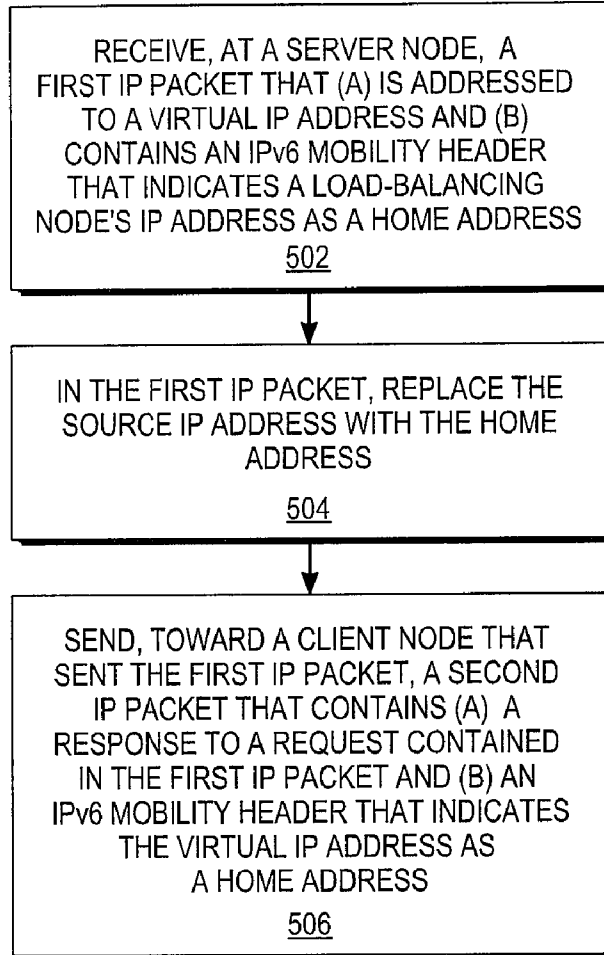 RECEIVE, AT A SERVER NODE, A
FIRST IP PACKET THAT (A) IS ADDRESSED
TO A VIRTUAL IP ADDRESS AND (B)
CONTAINS AN IPv6 MOBILITY HEADER
THAT INDICATES A LOAD-BALANCING
NODE'S IP ADDRESS AS A HOME ADDRESS
502
IN THE FIRST IP PACKET, REPLACE THE
SOURCE IP ADDRESS WITH THE HOME
ADDRESS
504
SEND, TOWARD A CLIENT NODE THAT
SENT THE FIRST IP PACKET, A SECOND
IP PACKET THAT CONTAINS (A) A
RESPONSE TO A REQUEST CONTAINED
IN THE FIRST IP PACKET AND (B) AN
IPv6 MOBILITY HEADER THAT INDICATES
THE VIRTUAL IP ADDRESS AS
A HOME ADDRESS
506